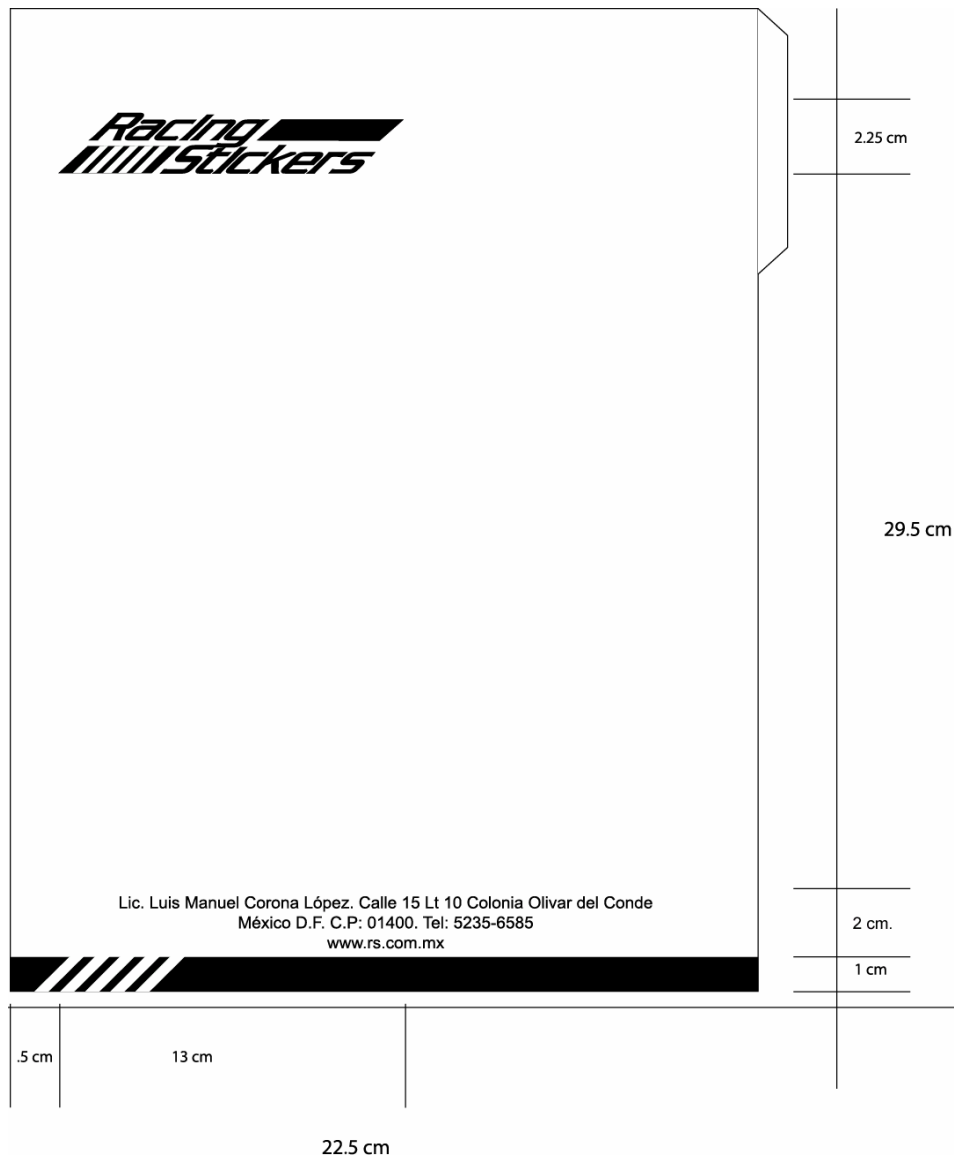 Racing
Stickers
2.25 cm
29.5 cm
Lic. Luis Manuel Corona López. Calle 15 Lt 10 Colonia Olivar del Conde
México D.F. C.P: 01400. Tel: 5235-6585
www.rs.com.mx
2 cm.
1 cm
.5 cm
13 cm
22.5 cm